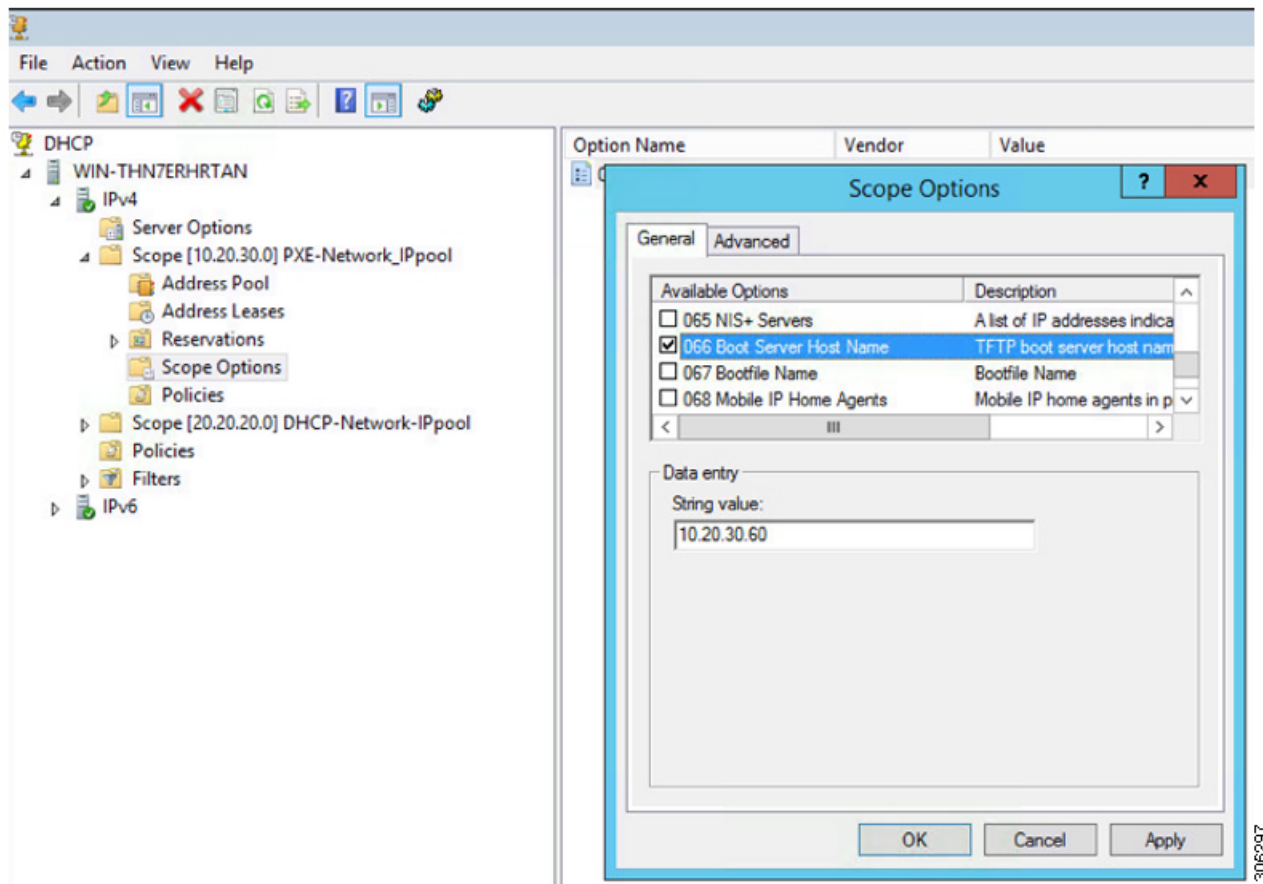 File Action View Help
DHCP
WIN-THN7ERHRTAN
IPv4
Server Options
Scope [10.20.30.0] PXE-Network_IPpool
Address Pool
Address Leases
Reservations
Scope Options
Policies
Scope [20.20.20.0] DHCP-Network-IPpool
Policies
Filters
IPv6
Option Name Vendor Value
Scope Options
? x
General Advanced
Available Options Description
065 NIS+ Servers A list of IP addresses indica
066 Boot Server Host Name TFTP boot server host nam
067 Bootfile Name Bootfile Name
068 Mobile IP Home Agents Mobile IP home agents in p
Data entry
String value:
10.20.30.60
OK Cancel Apply
306297